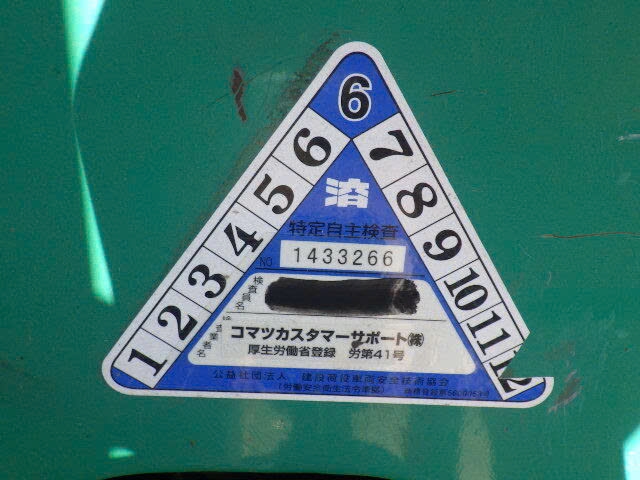 6
1 2 3 4 5 6
7 8 9 10 11 12
済
特定自主検査
NO 1433266
検査員名
検査業者名
コマツカスタマーサポート㈱
厚生労働省登録 労第41号
公益社団法人 建設荷役車両安全技術協会
(労働安全衛生法令準拠)